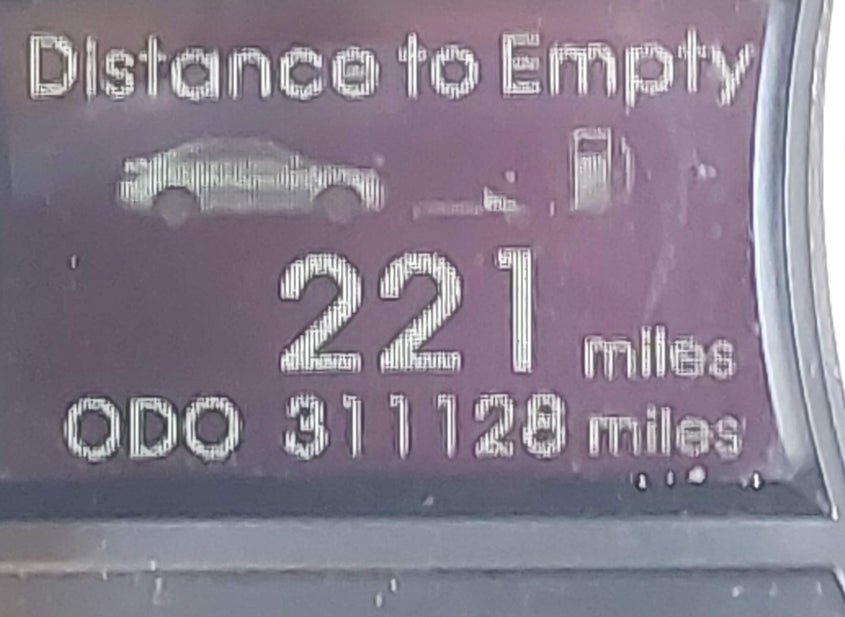 Distance to Empty
221 miles
ODO 311128 miles